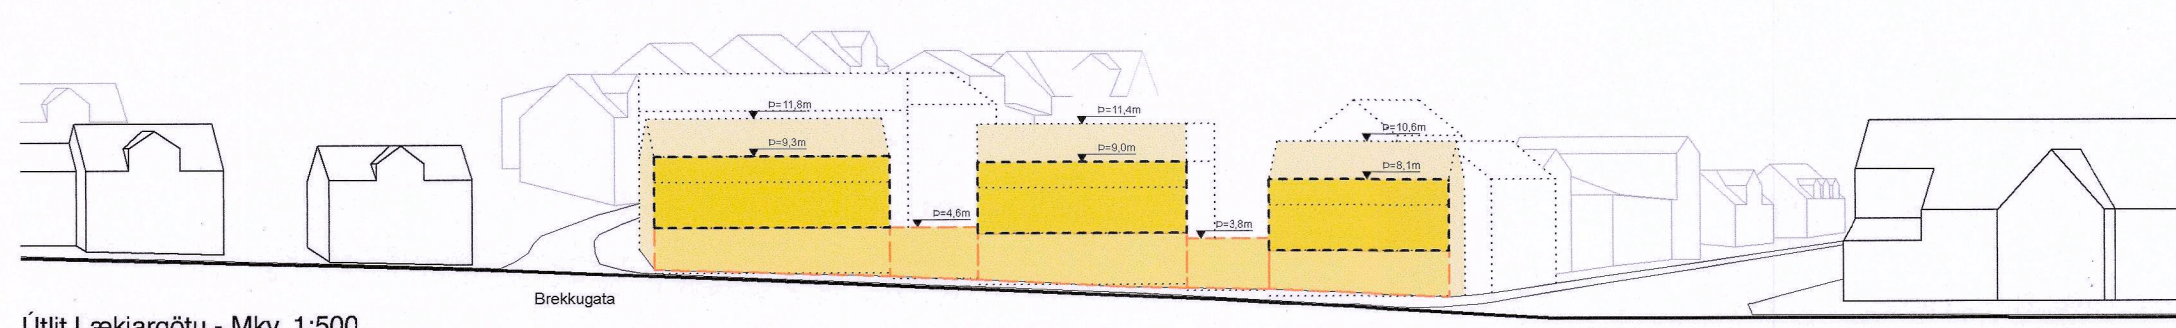 Þ=11,8m
Þ=11,4m
Þ=10,6m
Þ=9,3m
Þ=9,0m
Þ=8,1m
Þ=4,6m
Þ=3,8m
Brekkugata
Útlit Lækjargötu - Mkv. 1:500